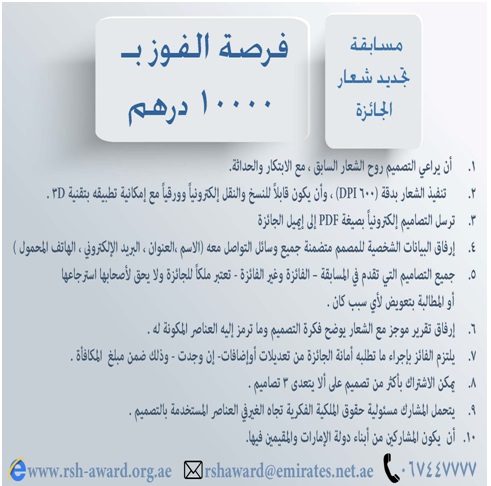 مسابقة
تجديد شعار
الجائزة
فرصة الفوز بـ
١٠٠٠٠ درهم
١. أن يراعي التصميم روح الشعار السابق ، مع الابتكار والحداثة.
٢. تنفيذ الشعار بدقة (DPI ٦٠٠) ، وأن يكون قابلاً للنسخ والنقل إلكترونياً وورقياً مع إمكانية تطبيقه بتقنية 3D .
٣. ترسل التصاميم إلكترونياً بصيغة PDF إلى إيميل الجائزة
٤. إرفاق البيانات الشخصية للمصمم متضمنة جميع وسائل التواصل معه (الاسم ,العنوان ، البريد الإلكتروني ، الهاتف المحمول )
٥. جميع التصاميم التي تقدم في المسابقة – الفائزة وغير الفائزة - تعتبر ملكاً للجائزة ولا يحق لأصحابها استرجاعها
أو المطالبة بتعويض لأي سبب كان .
٦. إرفاق تقرير موجز مع الشعار يوضح فكرة التصميم وما ترمز إليه العناصر المكونة له .
٧. يلتزم الفائز بإجراء ما تطلبه أمانة الجائزة من تعديلات أوإضافات- إن وجدت - وذلك ضمن مبلغ المكافأة .
٨. يمكن الاشتراك بأكثر من تصميم على ألا يتعدى ٣ تصاميم .
٩. يتحمل المشارك مسئولية حقوق الملكية الفكرية تجاه الغيرفي العناصر المستخدمة بالتصميم .
١٠. أن يكون المشاركين من أبناء دولة الإمارات والمقيمين فيها.
www.rsh-award.org.ae rshaward@emirates.net.ae ٠٦٧٤٤٧٧٧٧